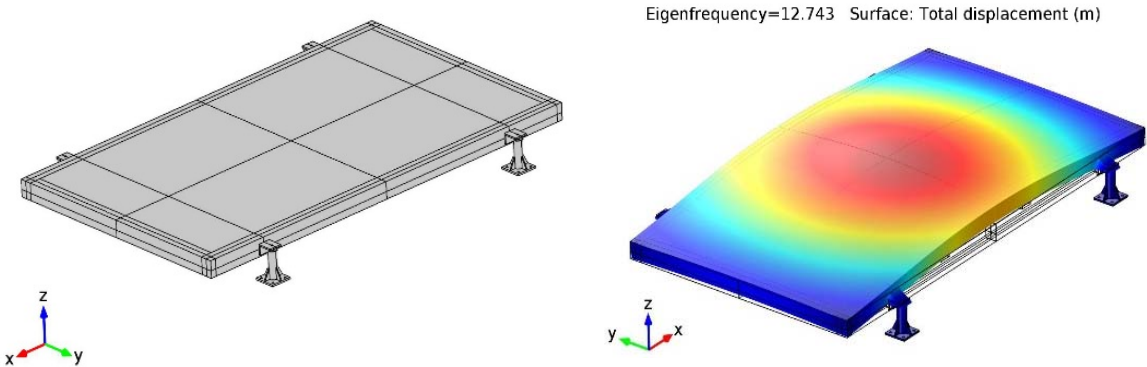 Eigenfrequency=12.743 Surface: Total displacement (m)
z
x
y
z
y
x